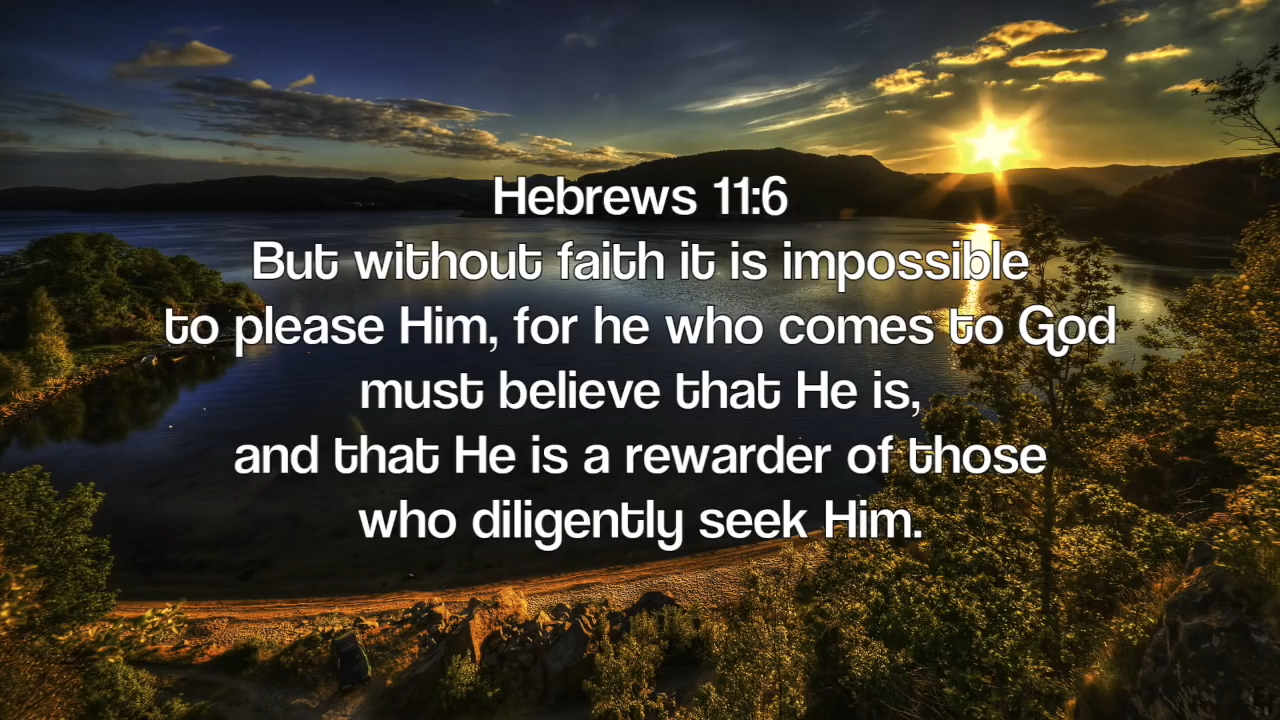 Hebrews 11:6
But without faith it is impossible
to please Him, for he who comes to God
must believe that He is,
and that He is a rewarder of those
who diligently seek Him.